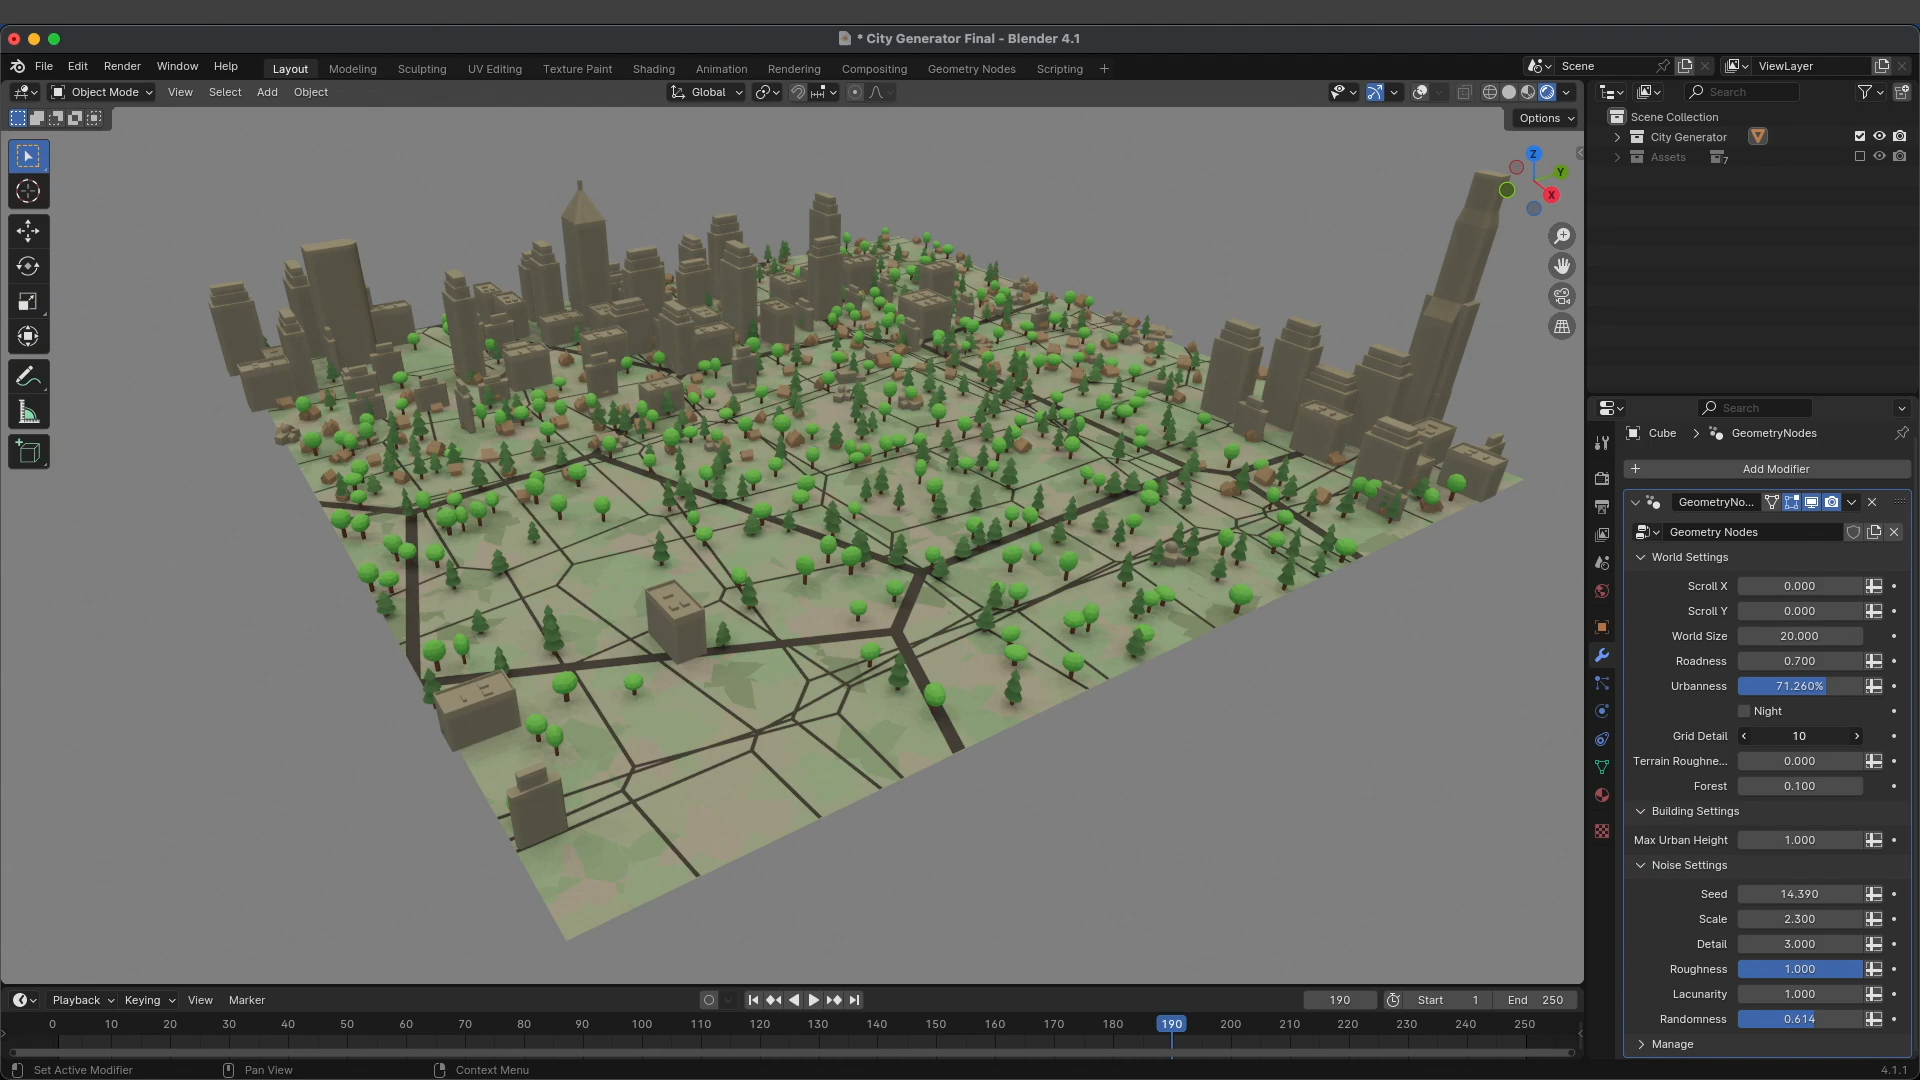 * City Generator Final - Blender 4.1
File Edit Render Window Help Layout Modeling Sculpting UV Editing Texture Paint Shading Animation Rendering Compositing Geometry Nodes Scripting + Scene ViewLayer
Object Mode View Select Add Object Global Search
Options
Scene Collection
City Generator
Assets 7
Z
Y
X
Search
Cube > GeometryNodes
+ Add Modifier
GeometryNo...
Geometry Nodes
World Settings
Scroll X 0.000
Scroll Y 0.000
World Size 20.000
Roadness 0.700
Urbanness 71.260%
Night
Grid Detail 10
Terrain Roughne... 0.000
Forest 0.100
Building Settings
Max Urban Height 1.000
Noise Settings
Seed 14.390
Scale 2.300
Detail 3.000
Roughness 1.000
Lacunarity 1.000
Randomness 0.614
Manage
Playback Keying View Marker 190 Start 1 End 250
0 10 20 30 40 50 60 70 80 90 100 110 120 130 140 150 160 170 180 190 200 210 220 230 240 250
Set Active Modifier Pan View Context Menu 4.1.1